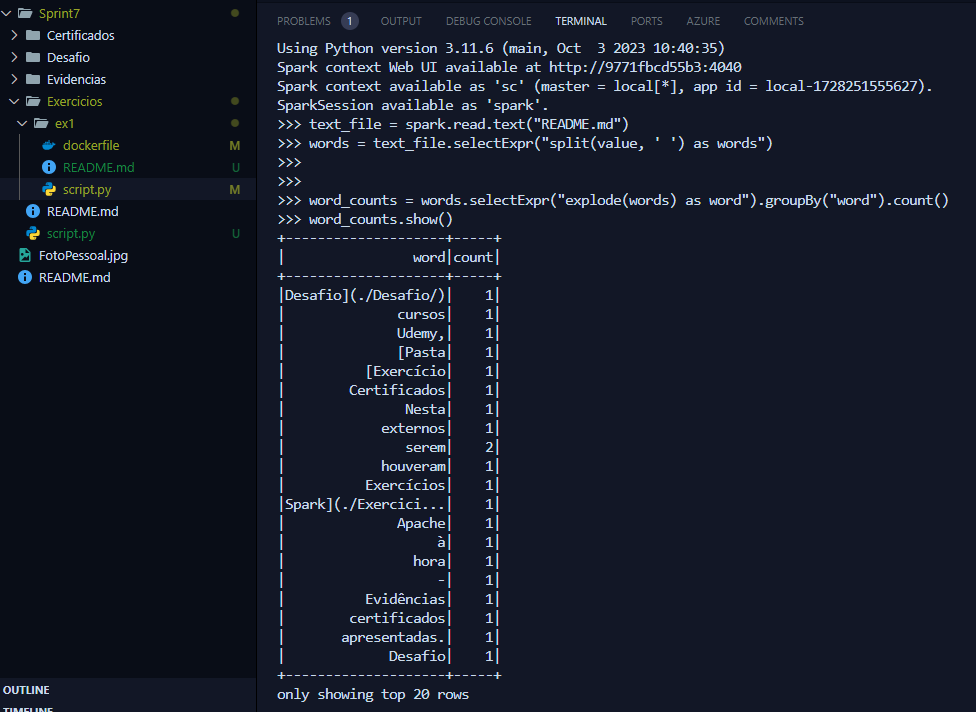 Sprint7
Certificados
Desafio
Evidencias
Exercicios
ex1
dockerfile M
README.md U
script.py M
README.md
script.py U
FotoPessoal.jpg
README.md
OUTLINE
TIMELINE
PROBLEMS 1 OUTPUT DEBUG CONSOLE TERMINAL PORTS AZURE COMMENTS
Using Python version 3.11.6 (main, Oct  3 2023 10:40:35)
Spark context Web UI available at http://9771fbcd55b3:4040
Spark context available as 'sc' (master = local[*], app id = local-1728251555627).
SparkSession available as 'spark'.
>>> text_file = spark.read.text("README.md")
>>> words = text_file.selectExpr("split(value, ' ') as words")
>>>
>>>
>>> word_counts = words.selectExpr("explode(words) as word").groupBy("word").count()
>>> word_counts.show()
+--------------------+-----+
|                word|count|
+--------------------+-----+
|Desafio](./Desafio/)|    1|
|              cursos|    1|
|              Udemy,|    1|
|              [Pasta|    1|
|          [Exercício|    1|
|        Certificados|    1|
|               Nesta|    1|
|            externos|    1|
|               serem|    2|
|            houveram|    1|
|          Exercícios|    1|
|Spark](./Exercici...|    1|
|              Apache|    1|
|                   à|    1|
|                hora|    1|
|                   -|    1|
|          Evidências|    1|
|        certificados|    1|
|       apresentadas.|    1|
|             Desafio|    1|
+--------------------+-----+
only showing top 20 rows